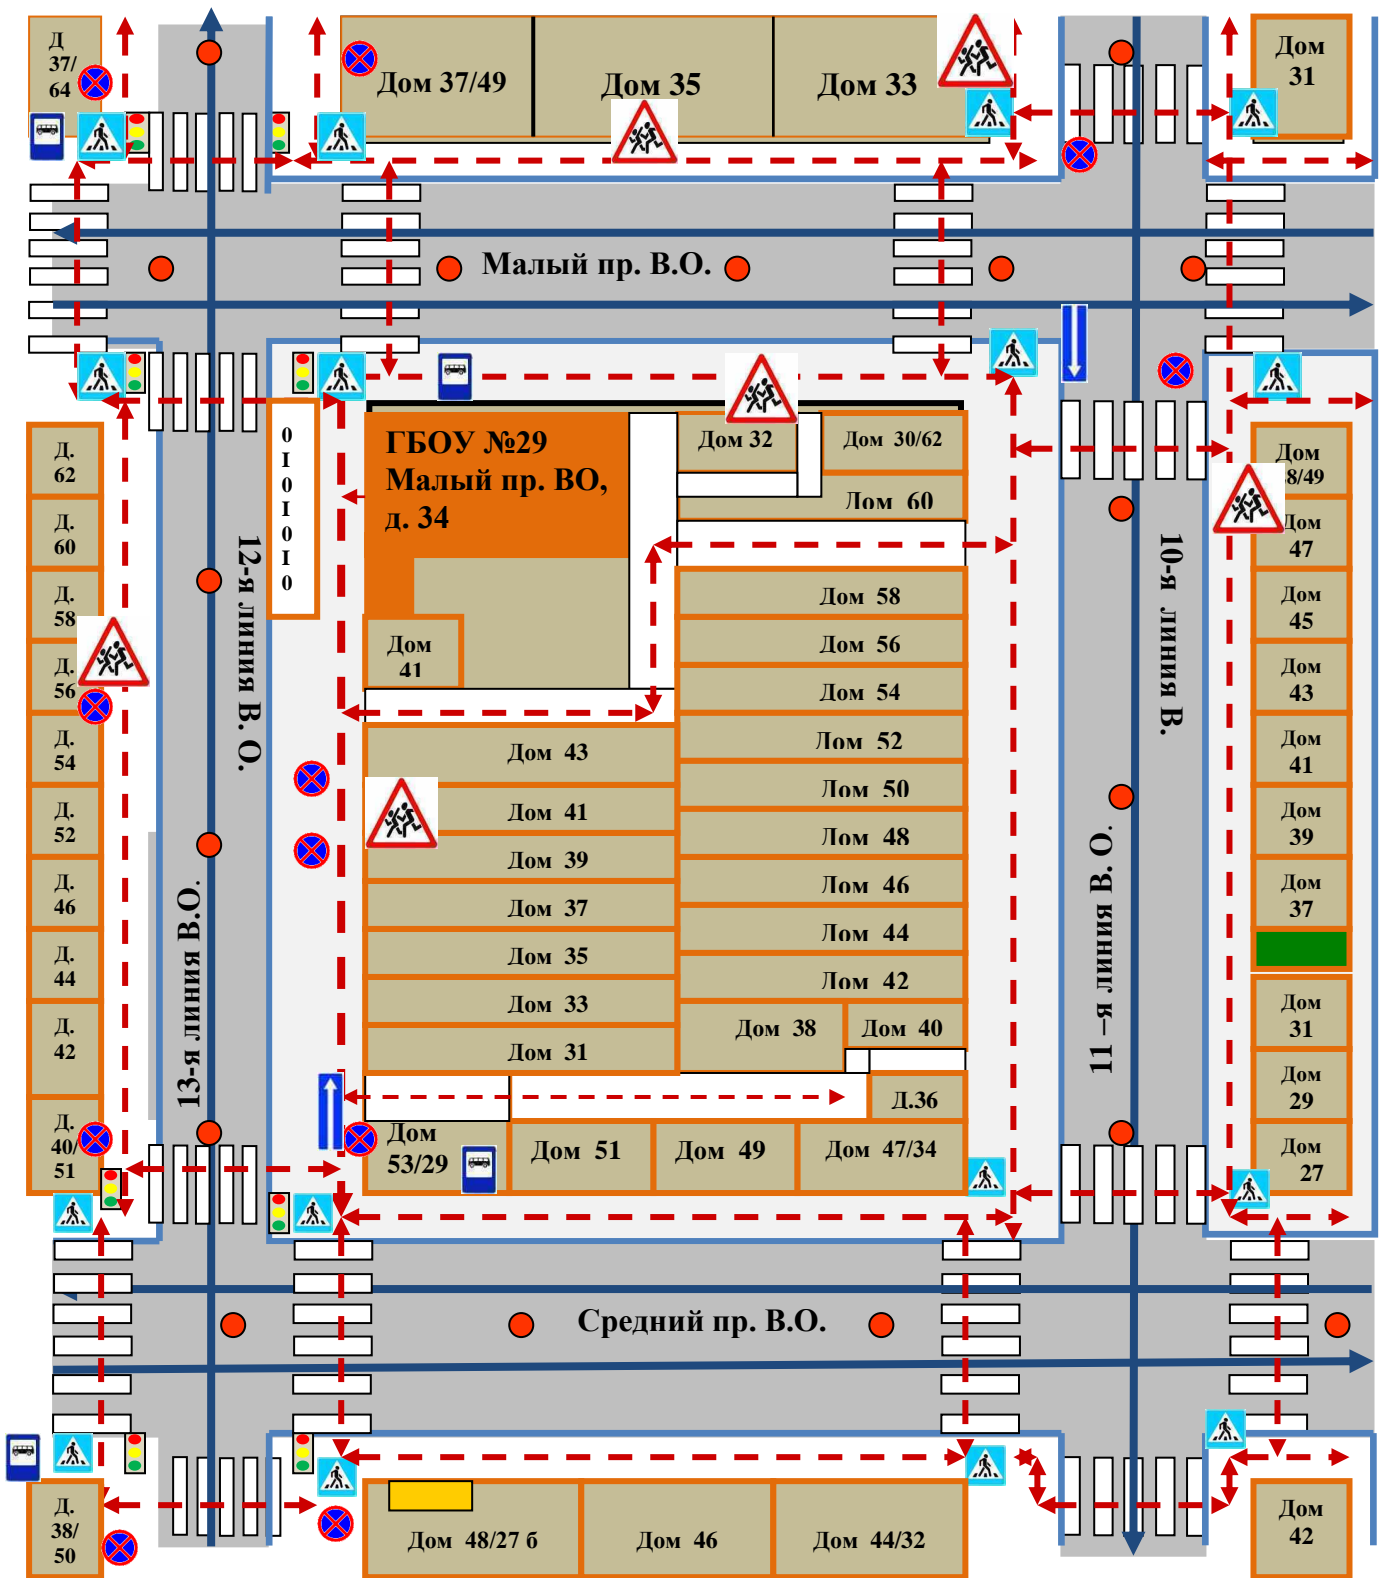 Д
37/
64
Дом 37/49
Дом 35
Дом 33
Дом
31
Малый пр. В.О.
ГБОУ №29
Малый пр. ВО,
д. 34
0
I
0
I
0
I
0
Дом 32
Дом 30/62
Дом 60
Дом 58
Дом 56
Дом 54
Дом 52
Дом 50
Дом 48
Дом 46
Дом 44
Дом 42
Дом 38
Дом 40
Д.36
Дом
41
Дом 43
Дом 41
Дом 39
Дом 37
Дом 35
Дом 33
Дом 31
Дом
53/29
Дом 51
Дом 49
Дом 47/34
Д.
62
Д.
60
Д.
58
Д.
56
Д.
54
Д.
52
Д.
46
Д.
44
Д.
42
Д.
40/
51
12-я линия В. О.
13-я линия В.О.
10-я линия В.
11 –я линия В. О.
Дом
8/49
Дом
47
Дом
45
Дом
43
Дом
41
Дом
39
Дом
37
Дом
31
Дом
29
Дом
27
Средний пр. В.О.
Д.
38/
50
Дом 48/27 б
Дом 46
Дом 44/32
Дом
42